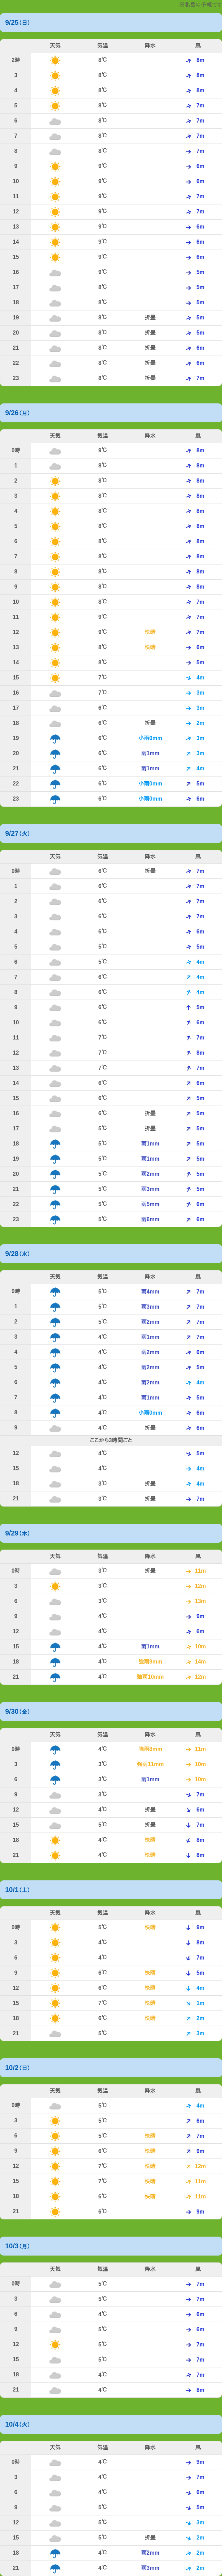 9/25(日)
天気 気温 降水 風
2時 8℃ 8m
3 8℃ 8m
4 8℃ 8m
5 8℃ 7m
6 8℃ 7m
7 8℃ 7m
8 8℃ 7m
9 9℃ 6m
10 9℃ 6m
11 9℃ 7m
12 9℃ 7m
13 9℃ 6m
14 9℃ 6m
15 9℃ 6m
16 9℃ 5m
17 8℃ 5m
18 8℃ 5m
19 8℃ 折曇 5m
20 8℃ 折曇 5m
21 8℃ 折曇 6m
22 8℃ 折曇 6m
23 8℃ 折曇 7m
9/26(月)
天気 気温 降水 風
0時 9℃ 8m
1 8℃ 8m
2 8℃ 8m
3 8℃ 8m
4 8℃ 8m
5 8℃ 8m
6 8℃ 8m
7 8℃ 8m
8 8℃ 8m
9 8℃ 8m
10 8℃ 7m
11 9℃ 7m
12 9℃ 快晴 7m
13 8℃ 快晴 6m
14 8℃ 5m
15 7℃ 4m
16 7℃ 3m
17 6℃ 3m
18 6℃ 折曇 2m
19 6℃ 小雨0mm 3m
20 6℃ 雨1mm 3m
21 6℃ 雨1mm 4m
22 6℃ 小雨0mm 5m
23 6℃ 小雨0mm 6m
9/27(火)
天気 気温 降水 風
0時 6℃ 折曇 7m
1 6℃ 7m
2 6℃ 7m
3 6℃ 7m
4 6℃ 6m
5 5℃ 5m
6 5℃ 4m
7 6℃ 4m
8 6℃ 4m
9 6℃ 5m
10 6℃ 6m
11 7℃ 7m
12 7℃ 8m
13 7℃ 7m
14 6℃ 6m
15 6℃ 5m
16 6℃ 折曇 5m
17 5℃ 折曇 5m
18 5℃ 雨1mm 5m
19 5℃ 雨1mm 5m
20 5℃ 雨2mm 5m
21 5℃ 雨3mm 5m
22 5℃ 雨5mm 6m
23 5℃ 雨6mm 6m
9/28(水)
天気 気温 降水 風
0時 5℃ 雨4mm 7m
1 5℃ 雨3mm 7m
2 5℃ 雨2mm 7m
3 4℃ 雨1mm 7m
4 4℃ 雨2mm 6m
5 4℃ 雨2mm 5m
6 4℃ 雨2mm 4m
7 4℃ 雨1mm 5m
8 4℃ 小雨0mm 6m
9 4℃ 折曇 6m
ここから3時間ごと
12 4℃ 5m
15 4℃ 4m
18 3℃ 折曇 4m
21 3℃ 折曇 7m
9/29(木)
天気 気温 降水 風
0時 3℃ 折曇 11m
3 3℃ 12m
6 3℃ 13m
9 4℃ 9m
12 4℃ 6m
15 4℃ 雨1mm 10m
18 4℃ 強雨9mm 14m
21 4℃ 強雨10mm 12m
9/30(金)
天気 気温 降水 風
0時 4℃ 強雨8mm 11m
3 3℃ 強雨11mm 10m
6 3℃ 雨1mm 10m
9 3℃ 7m
12 4℃ 折曇 6m
15 5℃ 折曇 7m
18 4℃ 快晴 8m
21 4℃ 快晴 8m
10/1(土)
天気 気温 降水 風
0時 5℃ 快晴 9m
3 4℃ 快晴 8m
6 4℃ 快晴 7m
9 6℃ 快晴 5m
12 6℃ 快晴 4m
15 7℃ 快晴 1m
18 6℃ 快晴 2m
21 5℃ 3m
10/2(日)
天気 気温 降水 風
0時 5℃ 4m
3 5℃ 6m
6 5℃ 快晴 7m
9 6℃ 快晴 9m
12 7℃ 快晴 12m
15 7℃ 快晴 11m
18 6℃ 快晴 11m
21 6℃ 9m
10/3(月)
天気 気温 降水 風
0時 5℃ 7m
3 5℃ 7m
6 4℃ 6m
9 5℃ 6m
12 5℃ 7m
15 5℃ 7m
18 4℃ 7m
21 4℃ 8m
10/4(火)
天気 気温 降水 風
0時 4℃ 9m
3 4℃ 7m
6 4℃ 6m
9 5℃ 5m
12 5℃ 3m
15 5℃ 折曇 2m
18 4℃ 雨2mm 2m
21 4℃ 雨3mm 2m